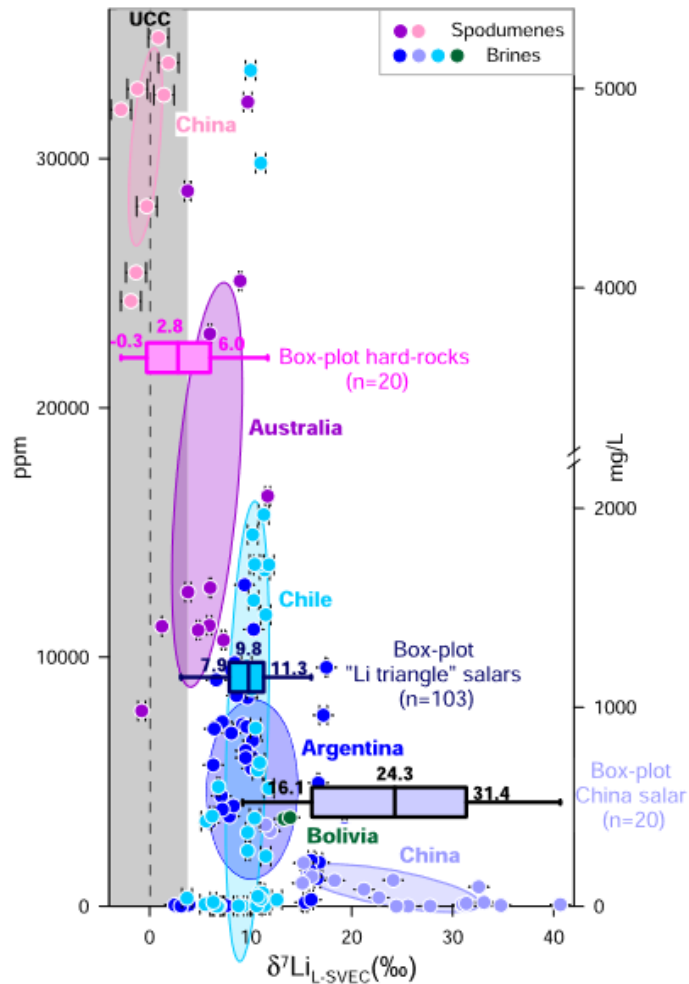 UCC
Spodumenes
Brines
China
5000
30000
4000
-0.3
2.8
6.0
Box-plot hard-rocks
(n=20)
20000
Australia
ppm
mg/L
2000
Chile
10000
7.9
9.8
11.3
Box-plot
"Li triangle" salars
(n=103)
1000
Argentina
16.1
24.3
31.4
Box-plot
China salar
(n=20)
Bolivia
China
0
0
0
10
20
30
40
δ⁷Li L-SVEC(‰)